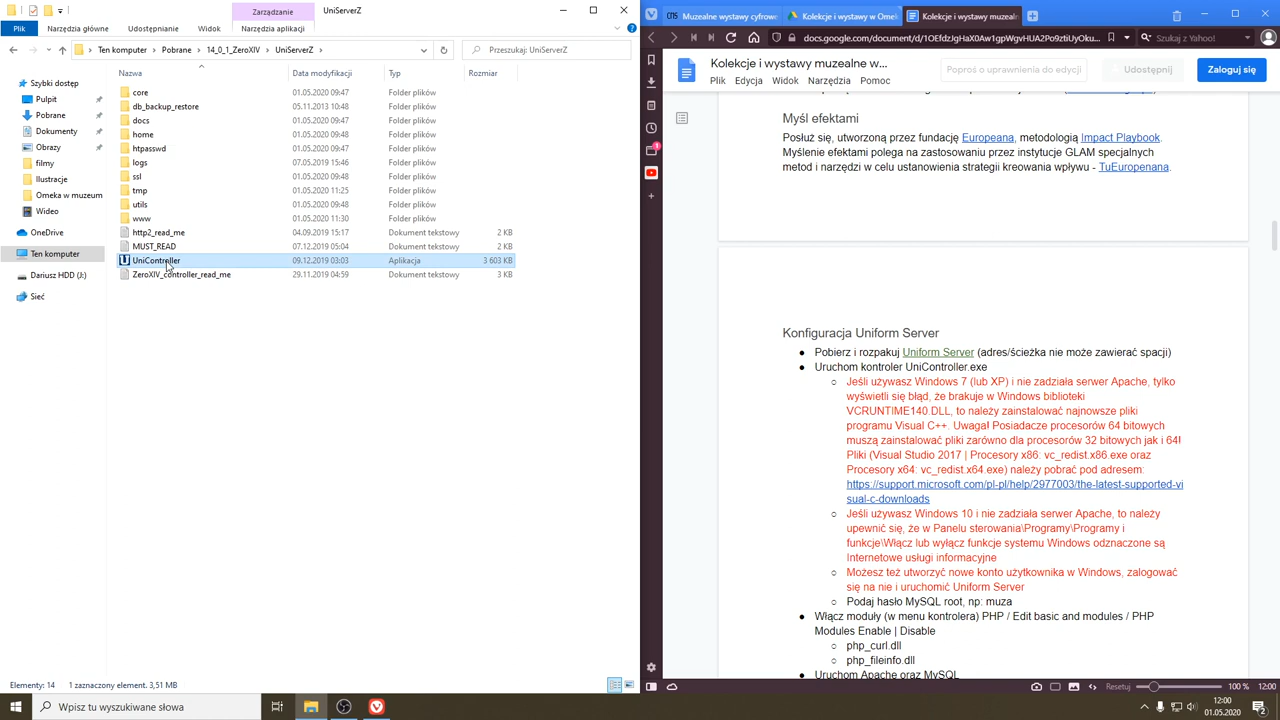 Zarządzanie
UniServerZ
Plik
Narzędzia główne
Udostępnianie
Widok
Narzędzia aplikacji
Ten komputer
Pobrane
14_0_1_ZeroXIV
UniServerZ
Przeszukaj: UniServerZ
Nazwa
Data modyfikacji
Typ
Rozmiar
Szybki dostęp
Pulpit
Pobrane
Dokumenty
Obrazy
filmy
Ilustracje
Omeka w muzeum
Wideo
OneDrive
Ten komputer
Dariusz HDD (J:)
Sieć
core 01.05.2020 09:47 Folder plików
db_backup_restore 05.11.2013 10:48 Folder plików
docs 01.05.2020 09:47 Folder plików
home 01.05.2020 09:48 Folder plików
htpasswd 01.05.2020 09:47 Folder plików
logs 07.05.2019 15:46 Folder plików
ssl 01.05.2020 09:48 Folder plików
tmp 01.05.2020 11:25 Folder plików
utils 01.05.2020 09:48 Folder plików
www 01.05.2020 11:30 Folder plików
http2_read_me 04.09.2019 15:17 Dokument tekstowy 2 KB
MUST_READ 07.12.2019 05:04 Dokument tekstowy 2 KB
UniController 09.12.2019 03:03 Aplikacja 3 603 KB
ZeroXIV_controller_read_me 29.11.2019 04:59 Dokument tekstowy 3 KB
Elementy: 14 1 zaznaczony element. 3,51 MB
Muzealne wystawy cyfrowe
Kolekcje i wystawy w Omek
Kolekcje i wystawy muzealn
docs.google.com/document/d/1OEfdzJgHaX0Aw1gpWgvHUA2Po9ztiUyOku...
Szukaj z Yahoo!
Kolekcje i wystawy muzealne w...
Plik Edycja Widok Narzędzia Pomoc
Poproś o uprawnienia do edycji
Udostępnij
Zaloguj się
Myśl efektami
Posłuż się, utworzoną przez fundację Europeana, metodologią Impact Playbook.
Myślenie efektami polega na zastosowaniu przez instytucje GLAM specjalnych
metod i narzędzi w celu ustanowienia strategii kreowania wpływu - TuEuropenana.
Konfiguracja Uniform Server
● Pobierz i rozpakuj Uniform Server (adres/ścieżka nie może zawierać spacji)
● Uruchom kontroler UniController.exe
○ Jeśli używasz Windows 7 (lub XP) i nie zadziała serwer Apache, tylko
wyświetli się błąd, że brakuje w Windows biblioteki
VCRUNTIME140.DLL, to należy zainstalować najnowsze pliki
programu Visual C++. Uwaga! Posiadacze procesorów 64 bitowych
muszą zainstalować pliki zarówno dla procesorów 32 bitowych jak i 64!
Pliki (Visual Studio 2017 | Procesory x86: vc_redist.x86.exe oraz
Procesory x64: vc_redist.x64.exe) należy pobrać pod adresem:
https://support.microsoft.com/pl-pl/help/2977003/the-latest-supported-vi
sual-c-downloads
○ Jeśli używasz Windows 10 i nie zadziała serwer Apache, to należy
upewnić się, że w Panelu sterowania\Programy\Programy i
funkcje\Włącz lub wyłącz funkcje systemu Windows odznaczone są
Internetowe usługi informacyjne
○ Możesz też utworzyć nowe konto użytkownika w Windows, zalogować
się na nie i uruchomić Uniform Server
○ Podaj hasło MySQL root, np: muza
● Włącz moduły (w menu kontrolera) PHP / Edit basic and modules / PHP
Modules Enable | Disable
○ php_curl.dll
○ php_fileinfo.dll
● Uruchom Apache oraz MySQL
Resetuj 100 % 12:00
Wpisz tu wyszukiwane słowa
12:00
01.05.2020
2